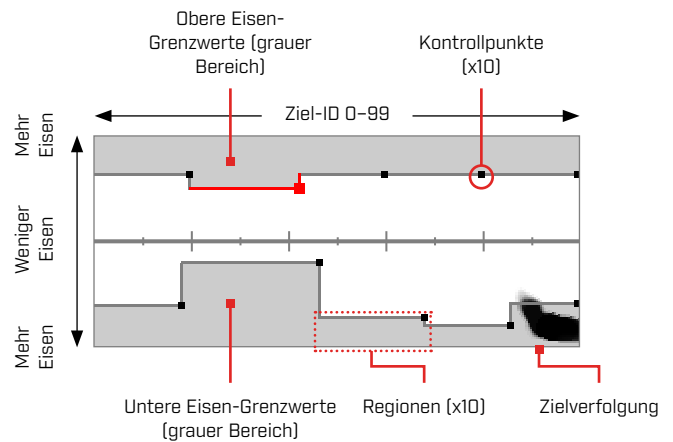 Obere Eisen-
Grenzwerte (grauer
Bereich)
Kontrollpunkte
(x10)
Ziel-ID 0–99
Mehr
Eisen
Weniger
Eisen
Mehr
Eisen
Untere Eisen-Grenzwerte
(grauer Bereich)
Regionen (x10)
Zielverfolgung